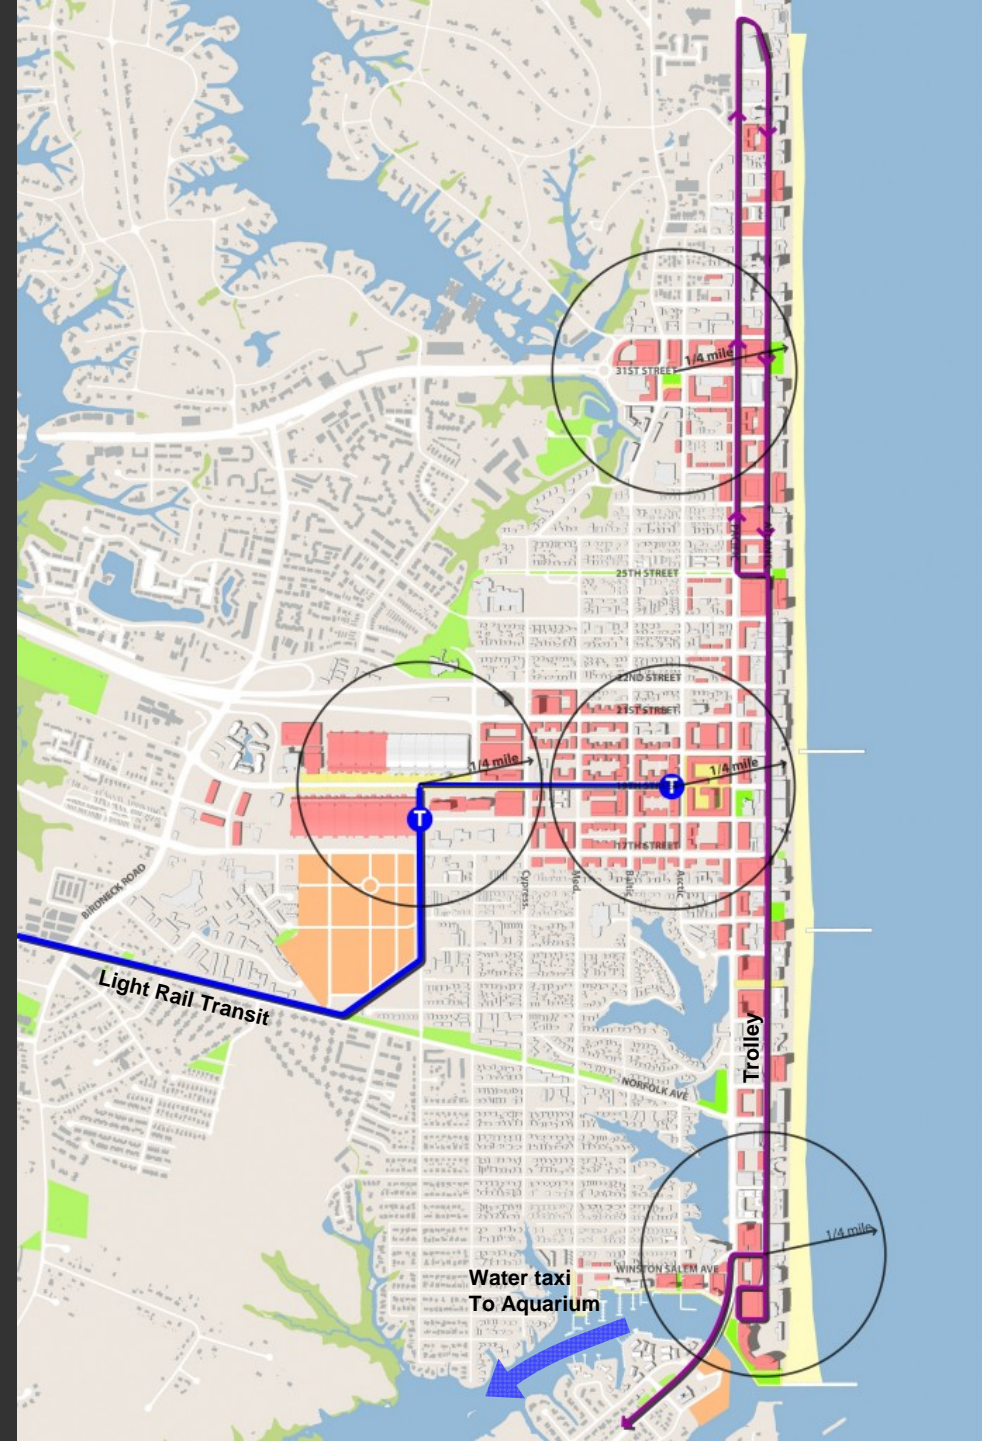 1/4 mile
31ST STREET
25TH STREET
22ND STREET
21ST STREET
1/4 mile
1/4 mile
T
T
17TH STREET
BIRDNECK ROAD
Cypress.
Med.
Baltic
Arctic
Light Rail Transit
Trolley
NORFOLK AVE
1/4 mile
WINSTON SALEM AVE
Water taxi
To Aquarium